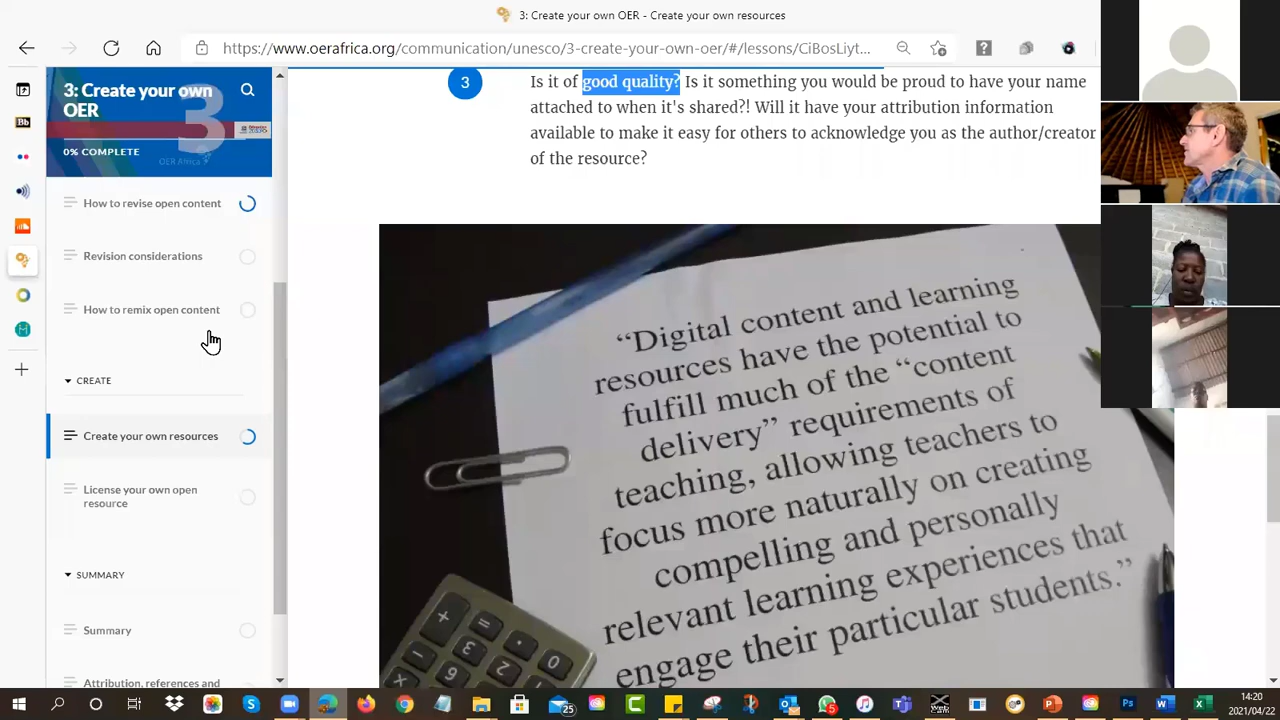 3: Create your own OER - Create your own resources
https://www.oerafrica.org/communication/unesco/3-create-your-own-oer/#/lessons/CiBosLiyt...
3: Create your own
OER
3
0% COMPLETE
OER Africa
How to revise open content
Revision considerations
How to remix open content
CREATE
Create your own resources
License your own open
resource
SUMMARY
Summary
Attribution, references and
3
Is it of good quality? Is it something you would be proud to have your name
attached to when it's shared?! Will it have your attribution information
available to make it easy for others to acknowledge you as the author/creator
of the resource?
“Digital content and learning
resources have the potential to
fulfill much of the “content
delivery” requirements of
teaching, allowing teachers to
focus more naturally on creating
compelling and personally
relevant learning experiences that
engage their particular students.”
Bb
25
5
14:20
2021/04/22